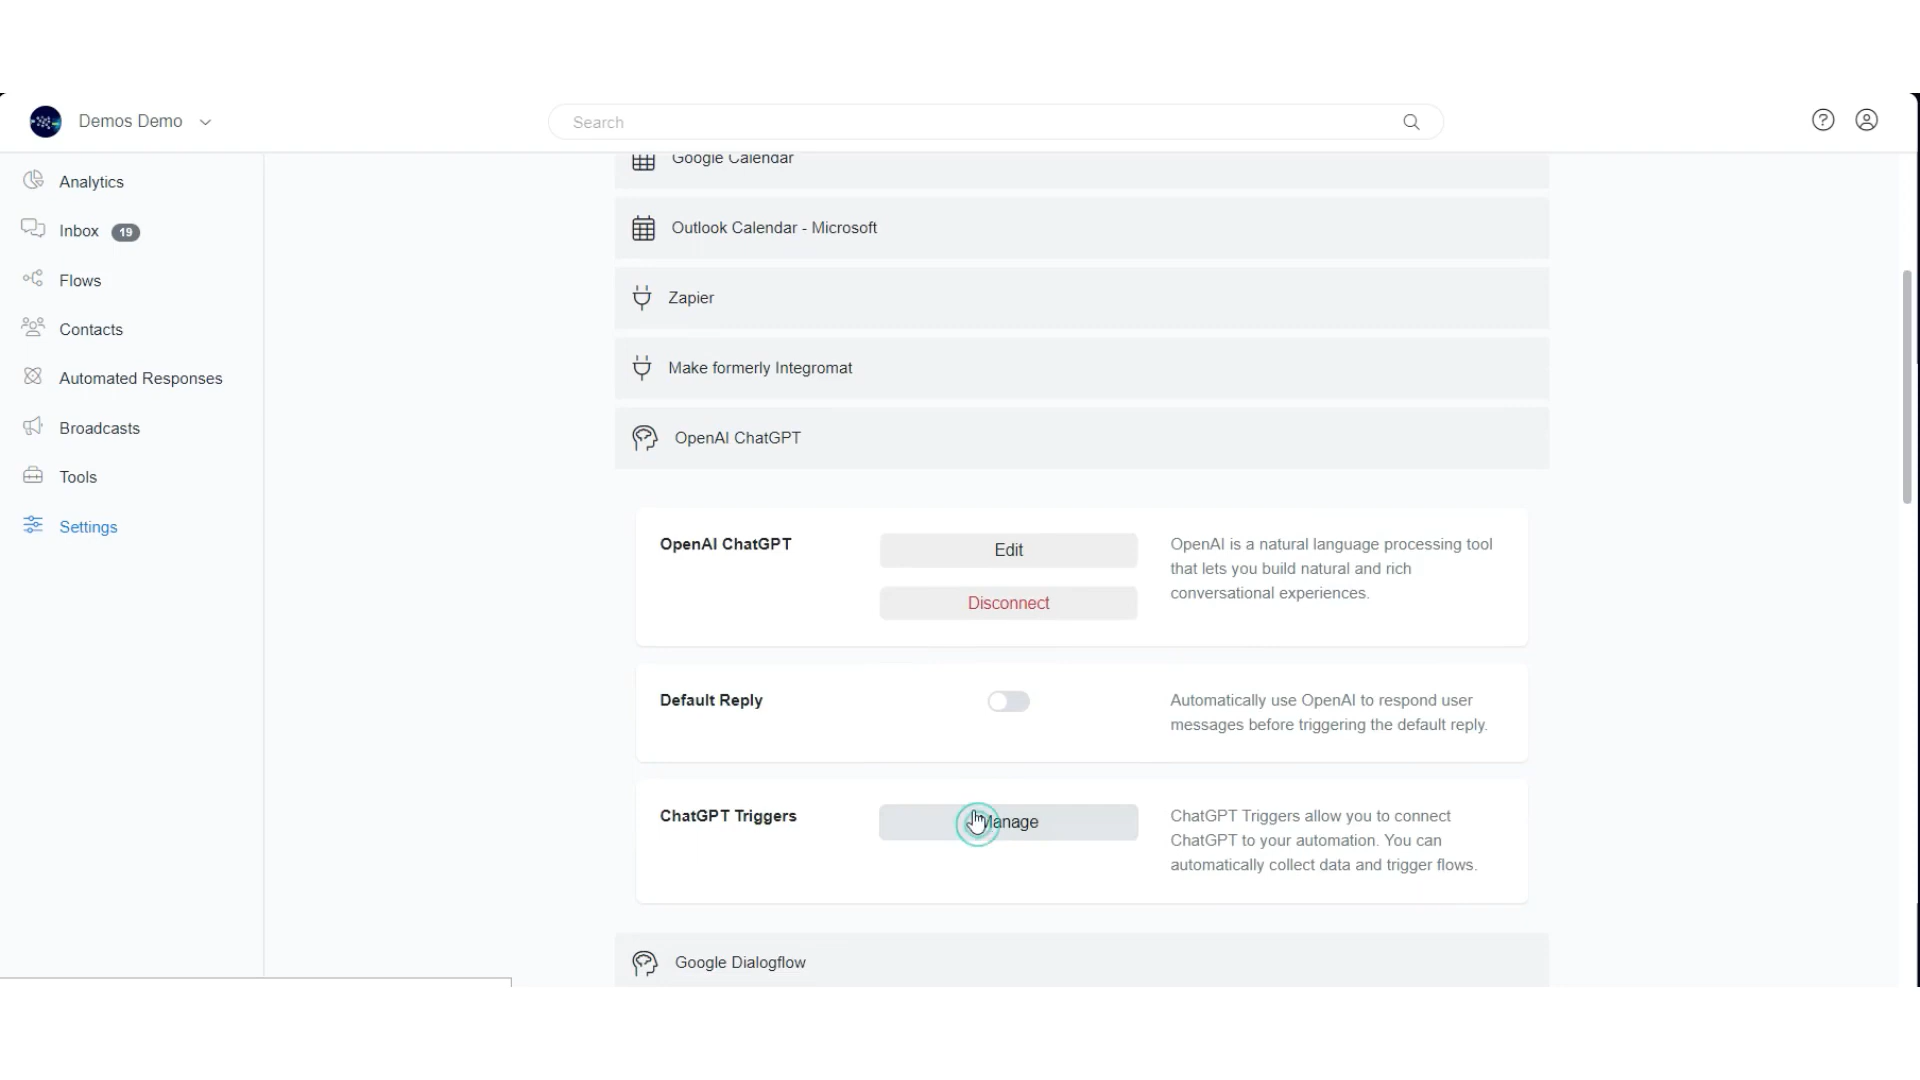 Demos Demo
Search
Analytics
Inbox 19
Flows
Contacts
Automated Responses
Broadcasts
Tools
Settings
Google Calendar
Outlook Calendar - Microsoft
Zapier
Make formerly Integromat
OpenAI ChatGPT
OpenAI ChatGPT
Edit
Disconnect
OpenAI is a natural language processing tool
that lets you build natural and rich
conversational experiences.
Default Reply
Automatically use OpenAI to respond user
messages before triggering the default reply.
ChatGPT Triggers
Manage
ChatGPT Triggers allow you to connect
ChatGPT to your automation. You can
automatically collect data and trigger flows.
Google Dialogflow